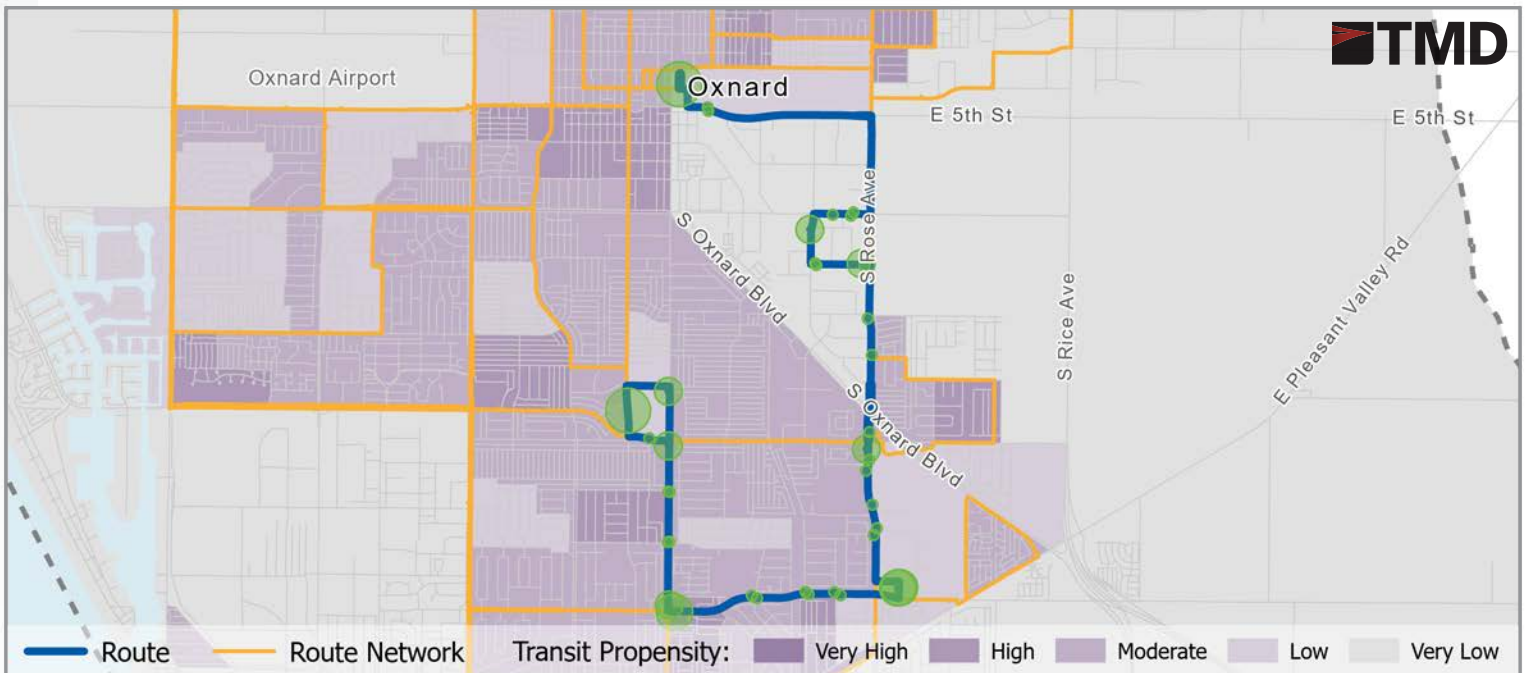 TMD
Oxnard Airport
Oxnard
E 5th St
E 5th St
S Rose Ave
S Oxnard Blvd
S Rice Ave
E Pleasant Valley Rd
S Oxnard Blvd
Route
Route Network
Transit Propensity:
Very High
High
Moderate
Low
Very Low